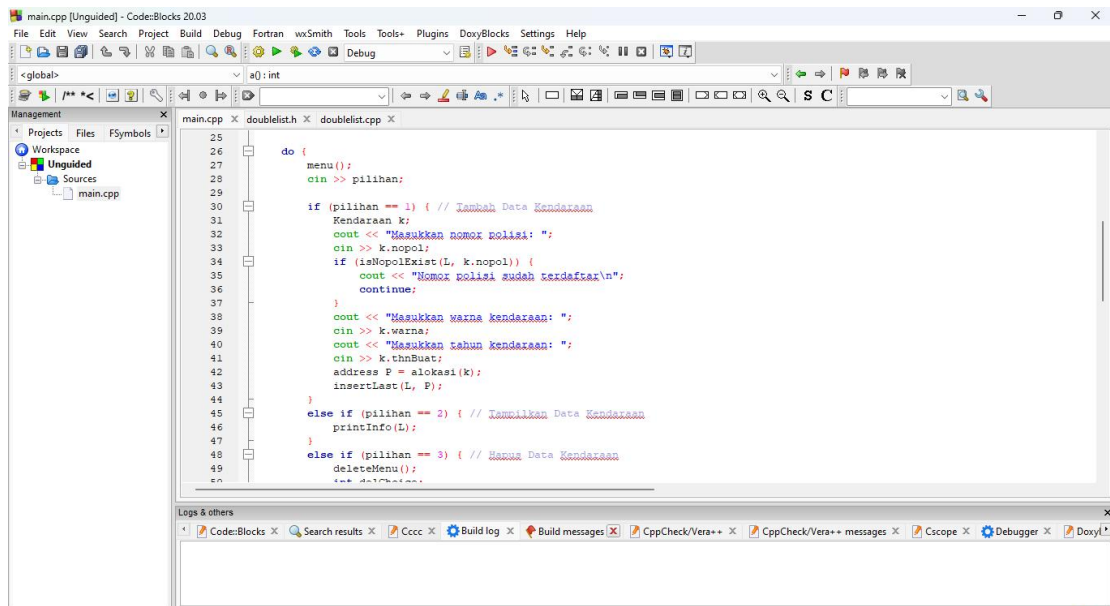 main.cpp [Unguided] - Code::Blocks 20.03
File Edit View Search Project Build Debug Fortran wxSmith Tools Tools+ Plugins DoxyBlocks Settings Help
Debug
<global> a() : int
/** *< S C
Management
Projects Files FSymbols
Workspace
Unguided
Sources
main.cpp
main.cpp X doublelist.h X doublelist.cpp X
25
26 do {
27 menu();
28 cin >> pilihan;
29
30 if (pilihan == 1) { // Tambah Data Kendaraan
31 Kendaraan k;
32 cout << "Masukkan nomor polisi: ";
33 cin >> k.nopol;
34 if (isNopolExist(L, k.nopol)) {
35 cout << "Nomor polisi sudah terdaftar\n";
36 continue;
37 }
38 cout << "Masukkan warna kendaraan: ";
39 cin >> k.warna;
40 cout << "Masukkan tahun kendaraan: ";
41 cin >> k.thnBuat;
42 address P = alokasi(k);
43 insertLast(L, P);
44 }
45 else if (pilihan == 2) { // Tampilkan Data Kendaraan
46 printInfo(L);
47 }
48 else if (pilihan == 3) { // Hapus Data Kendaraan
49 deleteMenu();
50 int delChoice;
Logs & others
Code::Blocks X Search results X Cccc X Build log X Build messages X CppCheck/Vera++ X CppCheck/Vera++ messages X Cscope X Debugger X